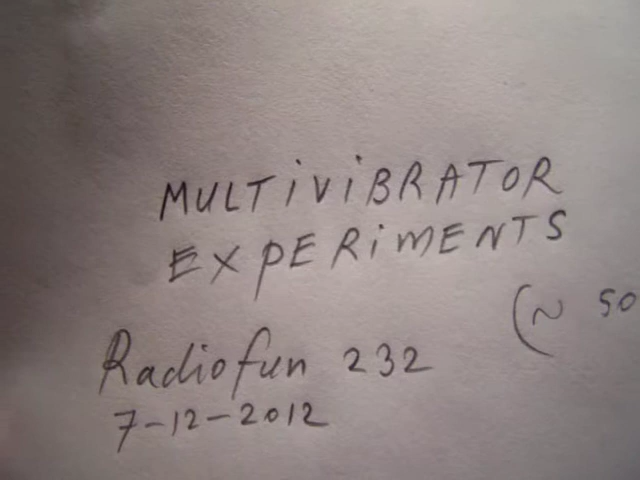 MULTiViBRATOR
EXPERiMENTS
(~ 50
Radiofun 232
7-12-2012